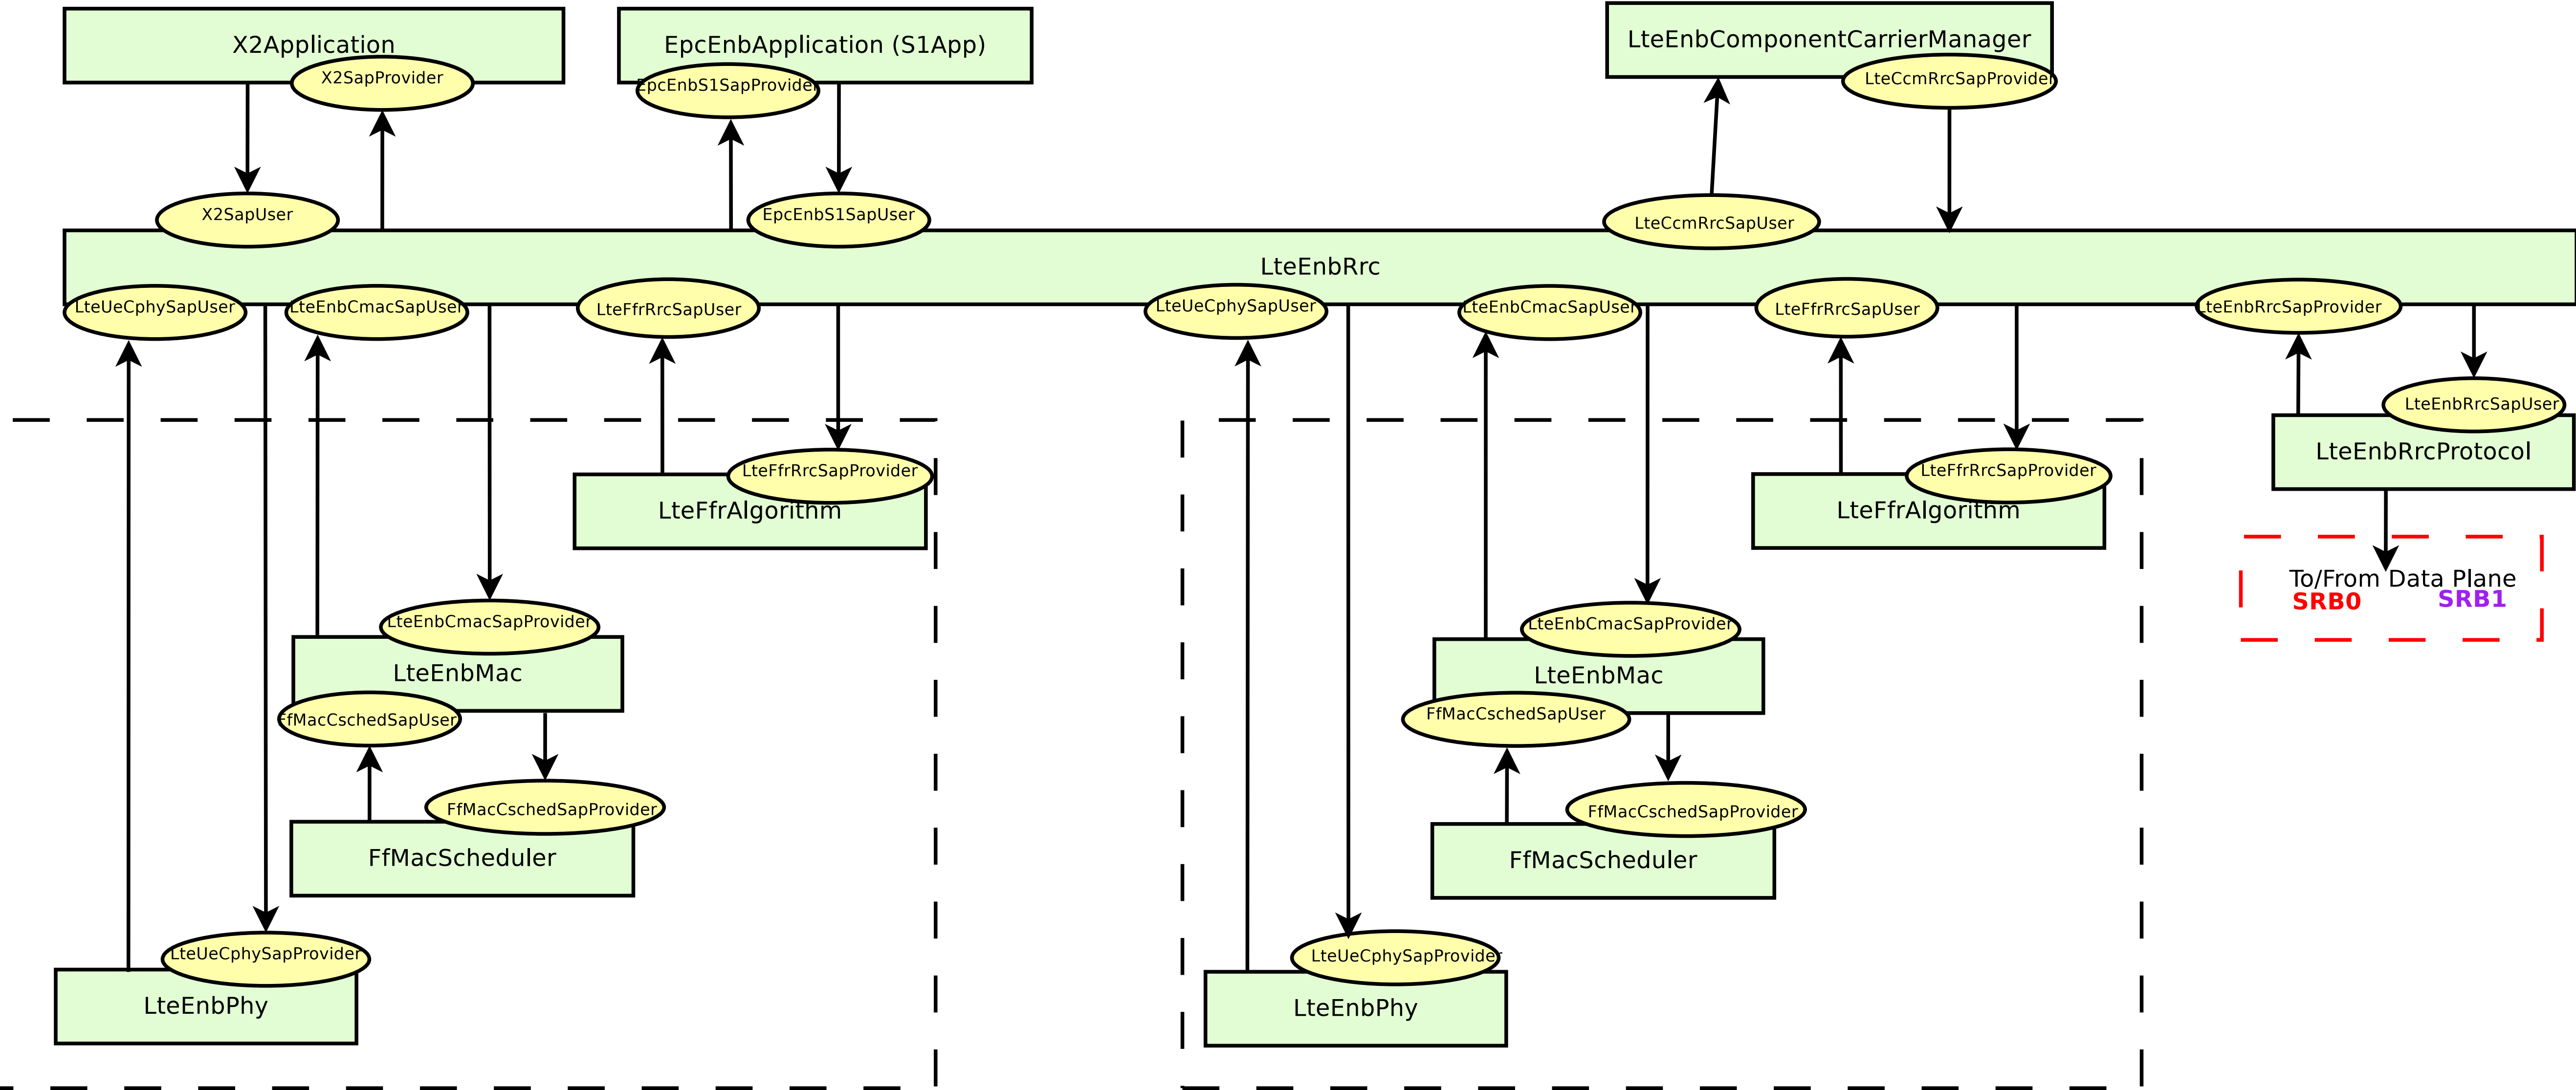 X2Application
X2SapProvider
EpcEnbApplication (S1App)
EpcEnbS1SapProvider
LteEnbComponentCarrierManager
LteCcmRrcSapProvider
X2SapUser
EpcEnbS1SapUser
LteCcmRrcSapUser
LteEnbRrc
LteUeCphySapUser
LteEnbCmacSapUser
LteFfrRrcSapUser
LteUeCphySapUser
LteEnbCmacSapUser
LteFfrRrcSapUser
LteEnbRrcSapProvider
LteEnbRrcSapUser
LteEnbRrcProtocol
LteFfrRrcSapProvider
LteFfrAlgorithm
LteFfrRrcSapProvider
LteFfrAlgorithm
To/From Data Plane
SRB0
SRB1
LteEnbCmacSapProvider
LteEnbMac
FfMacCschedSapUser
FfMacCschedSapProvider
FfMacScheduler
LteUeCphySapProvider
LteEnbPhy
LteEnbCmacSapProvider
LteEnbMac
FfMacCschedSapUser
FfMacCschedSapProvider
FfMacScheduler
LteUeCphySapProvider
LteEnbPhy